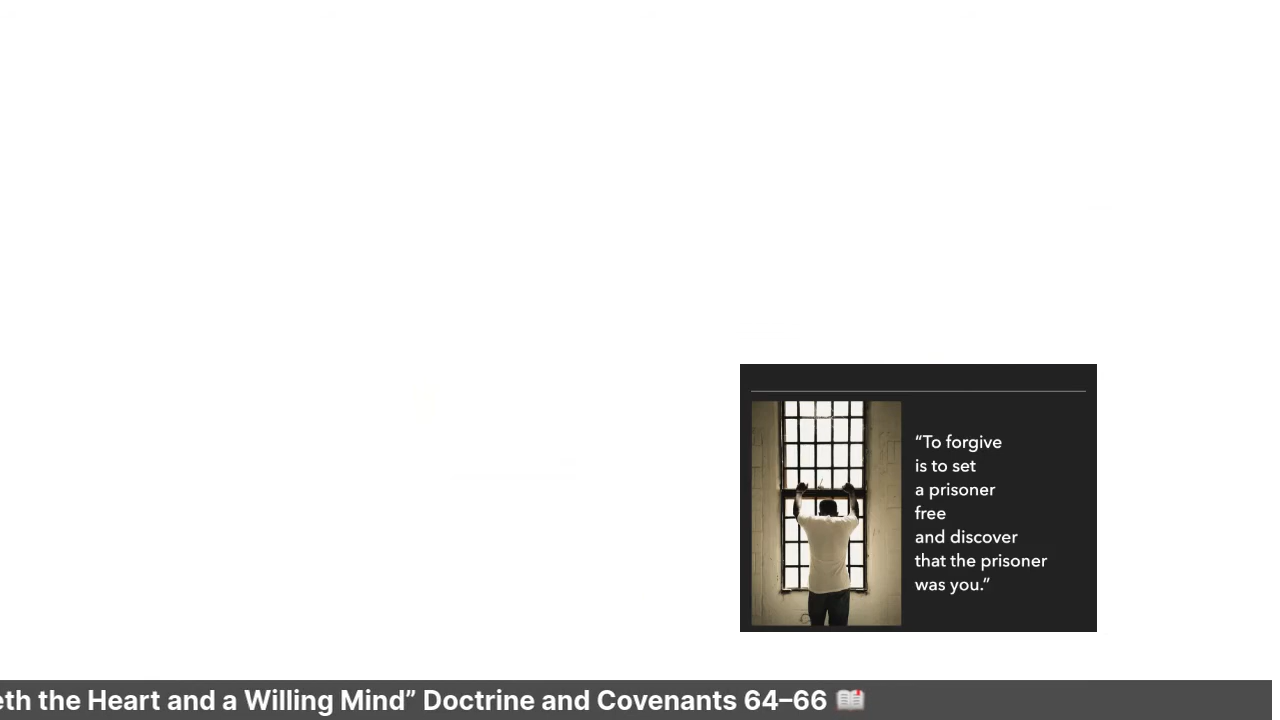 “To forgive
is to set
a prisoner
free
and discover
that the prisoner
was you.”
eth the Heart and a Willing Mind” Doctrine and Covenants 64–66 📖